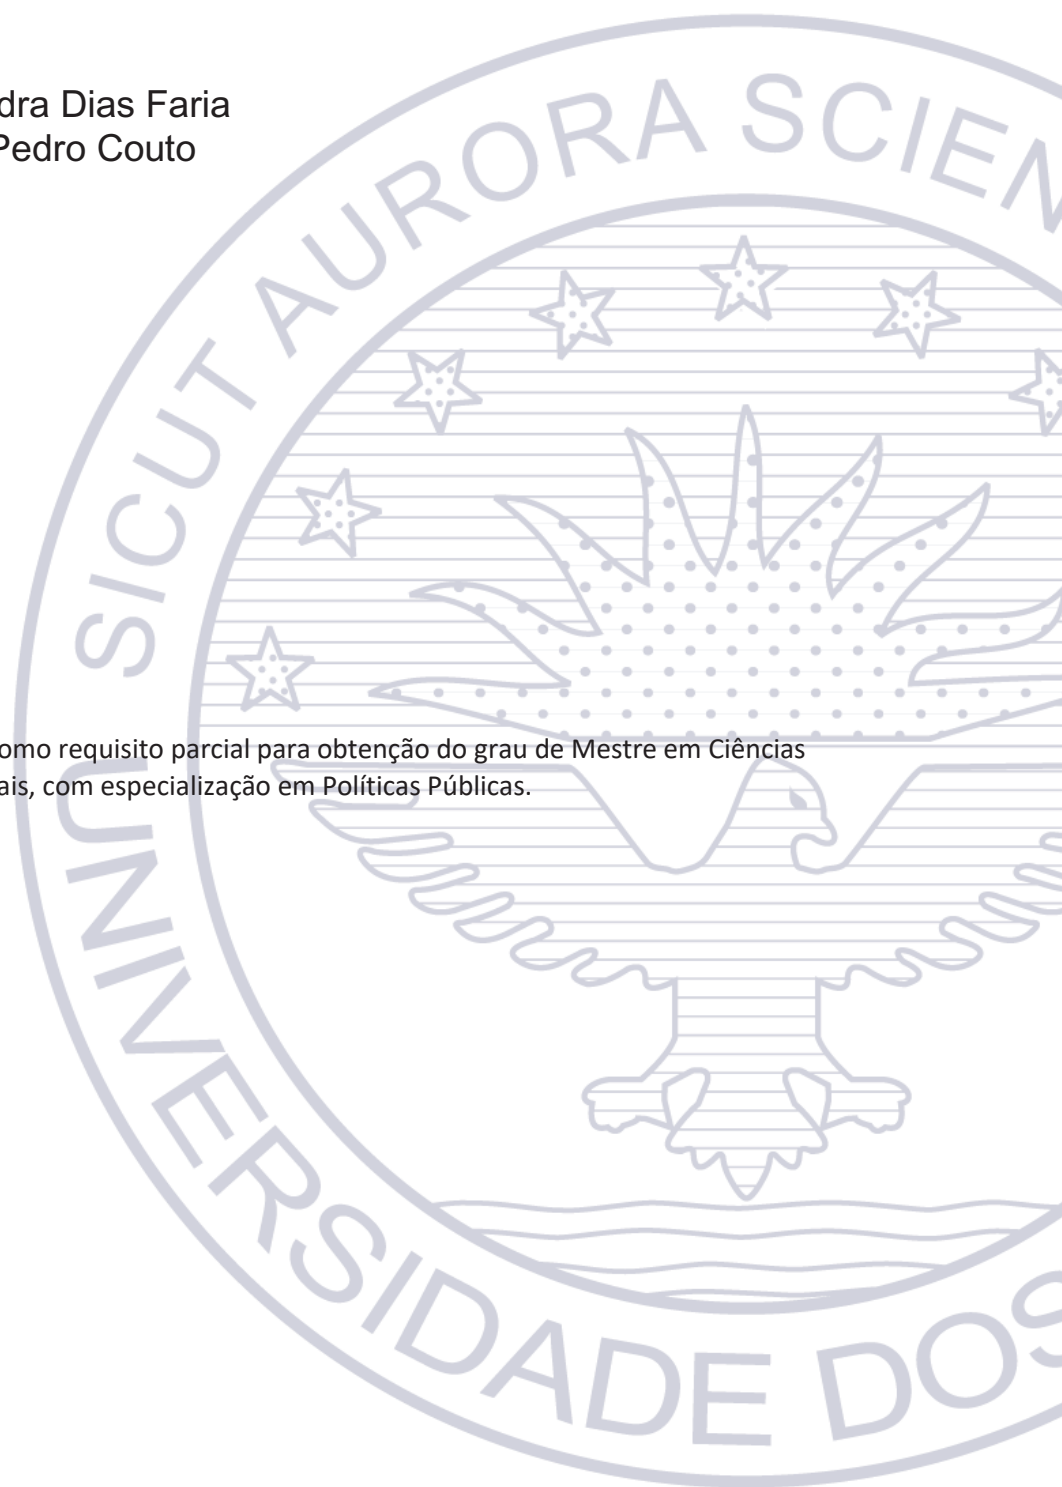 dra Dias Faria
Pedro Couto
omo requisito parcial para obtenção do grau de Mestre em Ciências
ais, com especialização em Políticas Públicas.
SICUT AURORA SCIEN
UNIVERSIDADE DOS